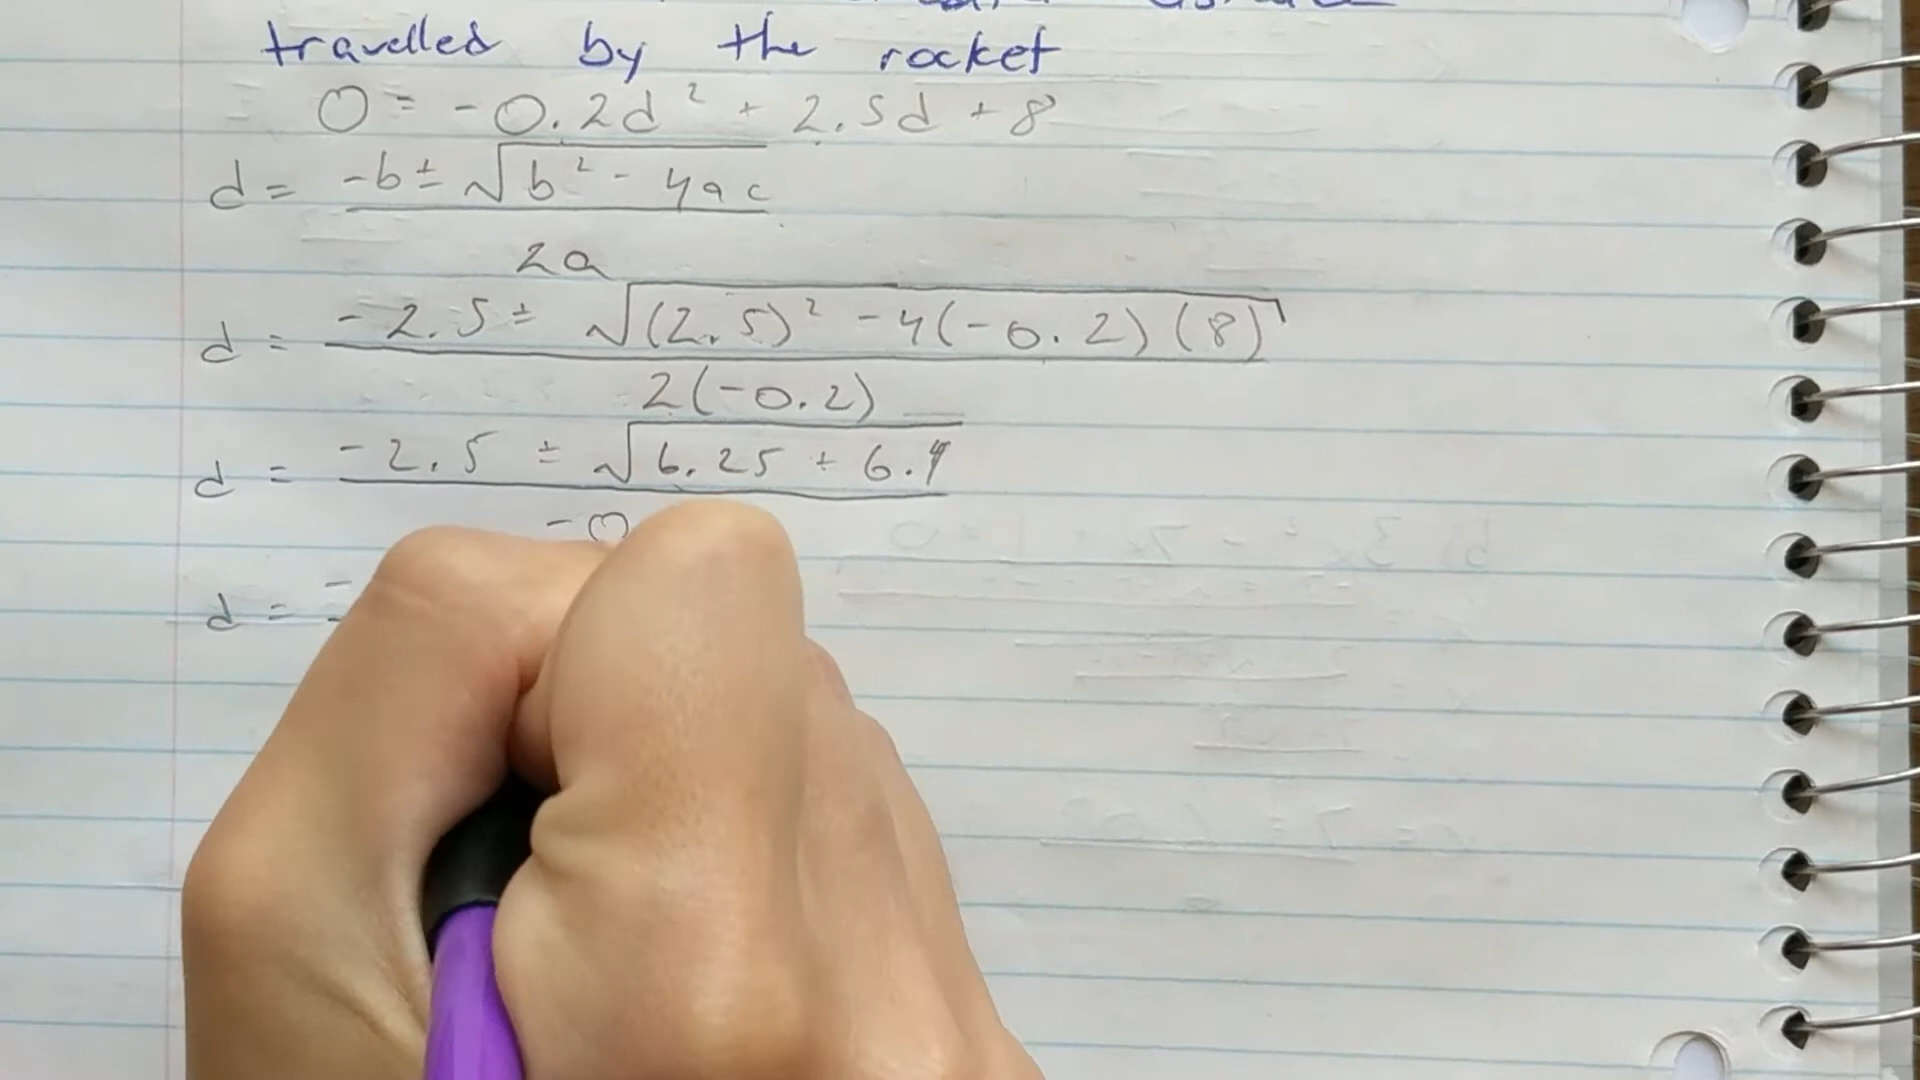 travelled by the rocket
0 = -0.2d² + 2.5d + 8
d = -b ± √b² - 4ac
2a
d = -2.5 ± √(2.5)² - 4(-0.2)(8)
2(-0.2)
d = -2.5 ± √6.25 + 6.4
-0
d = -